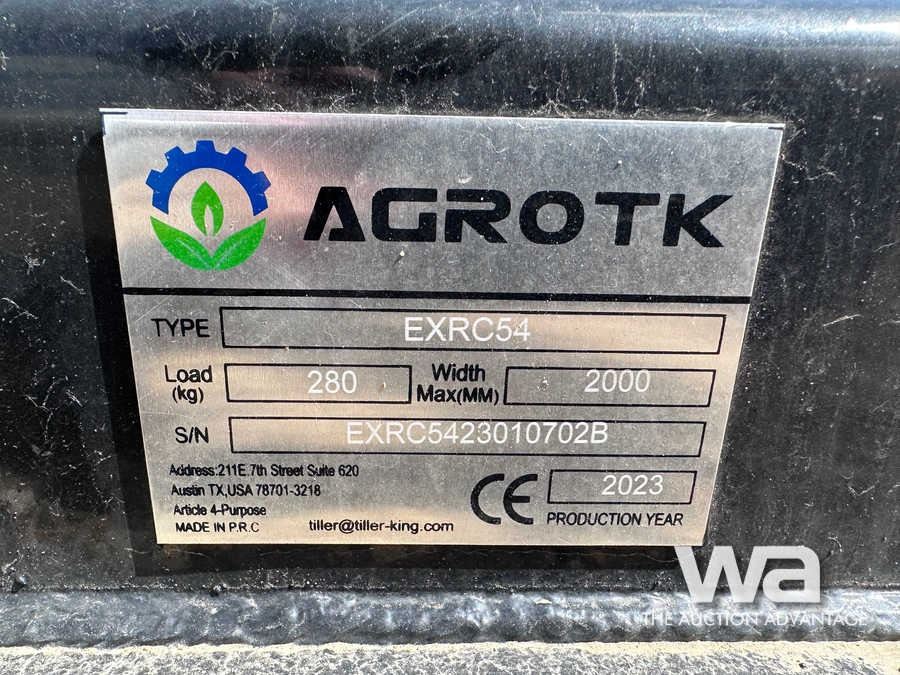 AGROTK
TYPE EXRC54
Load (kg) 280 Width Max(MM) 2000
S/N EXRC5423010702B
Address:211E.7th Street Suite 620
Austin TX,USA 78701-3218
Article 4-Purpose
MADE IN P.R.C tiller@tiller-king.com
CE 2023
PRODUCTION YEAR
wa
THE AUCTION ADVANTAGE